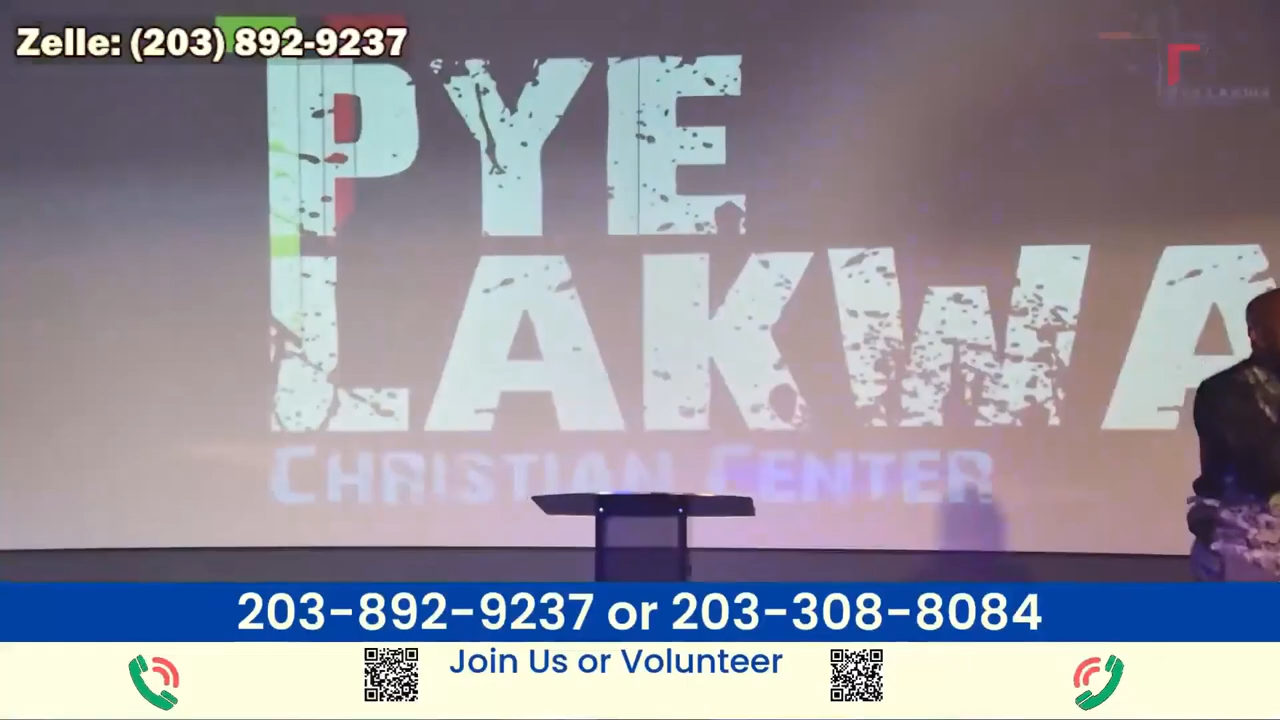 Zelle: (203) 892-9237
PYE
LAKWA
CHRISTIAN CENTER
203-892-9237 or 203-308-8084
Join Us or Volunteer